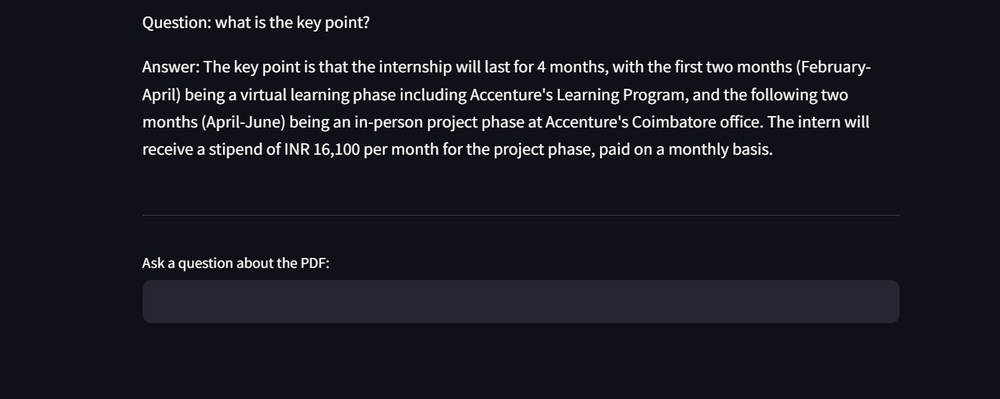 Question: what is the key point?
Answer: The key point is that the internship will last for 4 months, with the first two months (February-
April) being a virtual learning phase including Accenture's Learning Program, and the following two
months (April-June) being an in-person project phase at Accenture's Coimbatore office. The intern will
receive a stipend of INR 16,100 per month for the project phase, paid on a monthly basis.
Ask a question about the PDF: